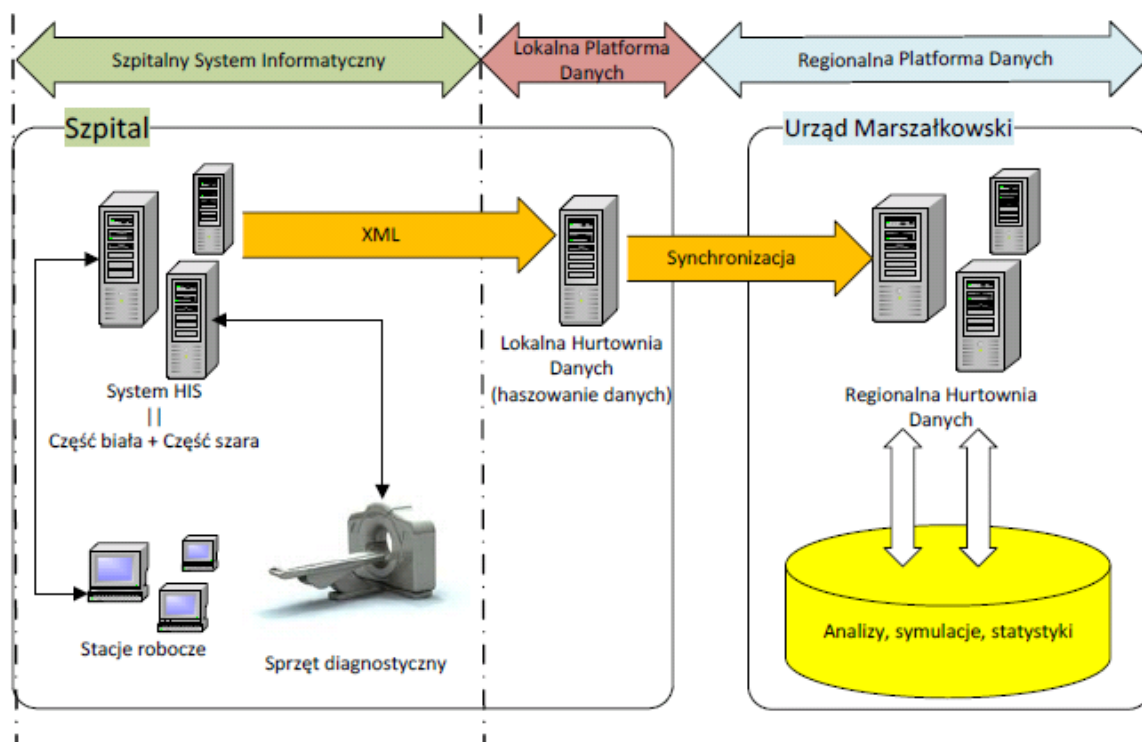 Szpitalny System Informatyczny
Lokalna Platforma
Danych
Regionalna Platforma Danych
Szpital
Urząd Marszałkowski
XML
Synchronizacja
Lokalna Hurtownia
Danych
(haszowanie danych)
System HIS
||
Część biała + Część szara
Regionalna Hurtownia
Danych
Stacje robocze
Sprzęt diagnostyczny
Analizy, symulacje, statystyki